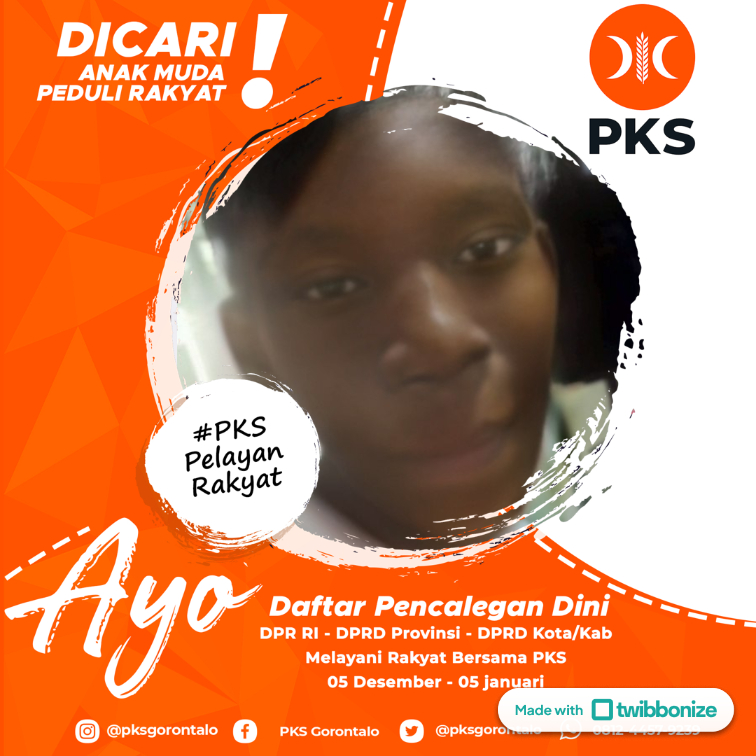 DICARI !
ANAK MUDA
PEDULI RAKYAT
PKS
#PKS
Pelayan
Rakyat
Ayo
Daftar Pencalegan Dini
DPR RI - DPRD Provinsi - DPRD Kota/Kab
Melayani Rakyat Bersama PKS
05 Desember - 05 januari
Made with twibbonize
@pksgorontalo
PKS Gorontalo
@pksgorontalo